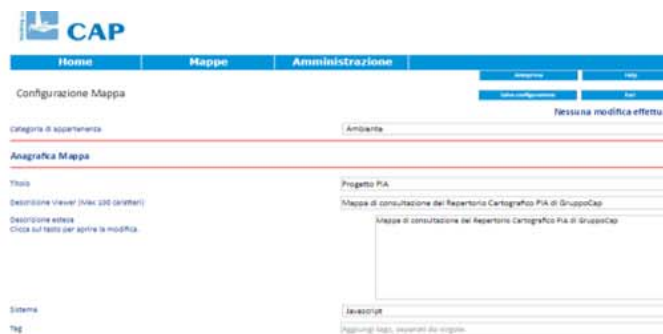 CAP
Home Mappe Amministrazione
Anteprima Help
Configurazione Mappa
Salva configurazione Esci
Nessuna modifica effettu
Categoria di appartenenza Ambiente
Anagrafica Mappa
Titolo Progetto PIA
Descrizione Viewer (Max 100 caratteri) Mappa di consultazione del Repertorio Cartografico PIA di GruppoCap
Descrizione estesa Mappa di consultazione del Repertorio Cartografico PIA di GruppoCap
Clicca sul testo per aprire la modifica.
Sistema Javascript
Tag Aggiungi tags, separati da virgole.